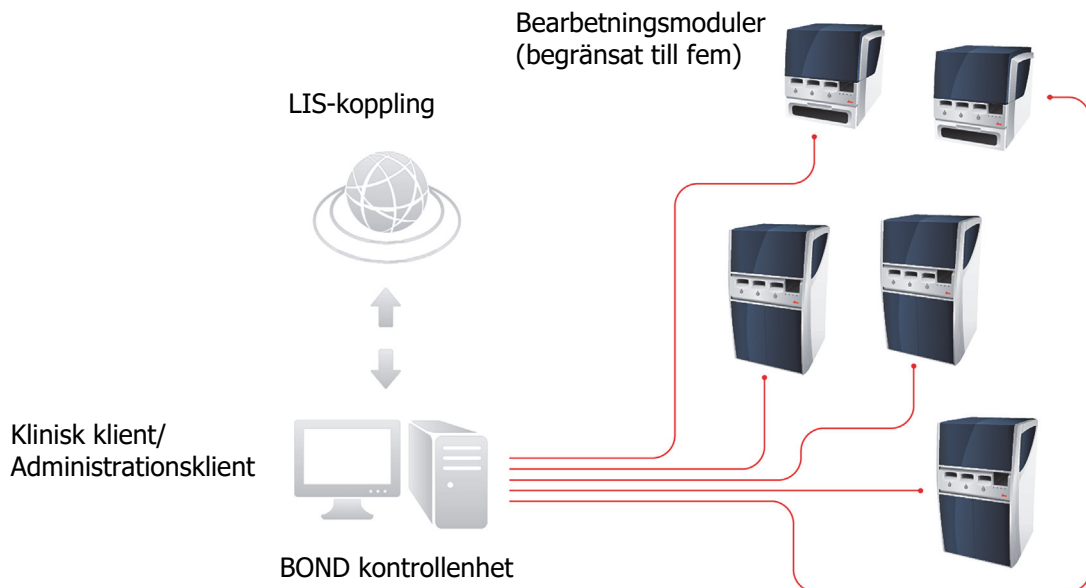 Bearbetningsmoduler
(begränsat till fem)
LIS-koppling
Klinisk klient/
Administrationsklient
BOND kontrollenhet